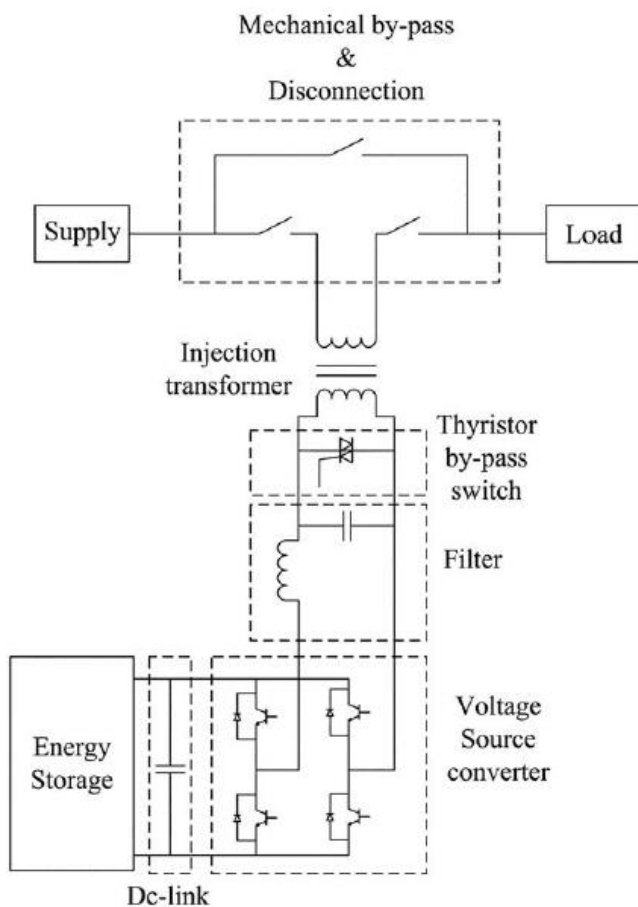 Mechanical by-pass
&
Disconnection
Supply
Load
Injection
transformer
Thyristor
by-pass
switch
Filter
Energy
Storage
Voltage
Source
converter
Dc-link